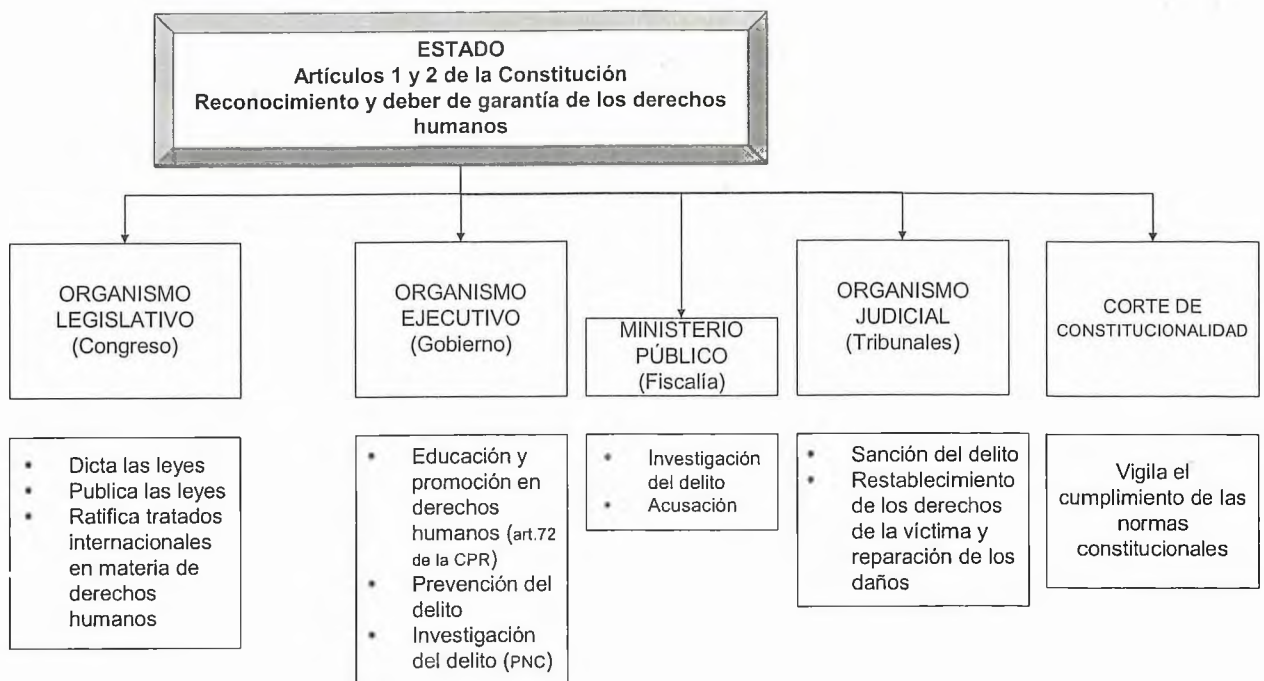 ESTADO
Artículos 1 y 2 de la Constitución
Reconocimiento y deber de garantía de los derechos
humanos
ORGANISMO
LEGISLATIVO
(Congreso)
ORGANISMO
EJECUTIVO
(Gobierno)
MINISTERIO
PÚBLICO
(Fiscalía)
ORGANISMO
JUDICIAL
(Tribunales)
CORTE DE
CONSTITUCIONALIDAD
• Dicta las leyes
• Publica las leyes
• Ratifica tratados
internacionales
en materia de
derechos
humanos
• Educación y
promoción en
derechos
humanos (art.72
de la CPR)
• Prevención del
delito
• Investigación
del delito (PNC)
• Investigación
del delito
• Acusación
• Sanción del delito
• Restablecimiento
de los derechos
de la víctima y
reparación de los
daños
Vigila el
cumplimiento de las
normas
constitucionales